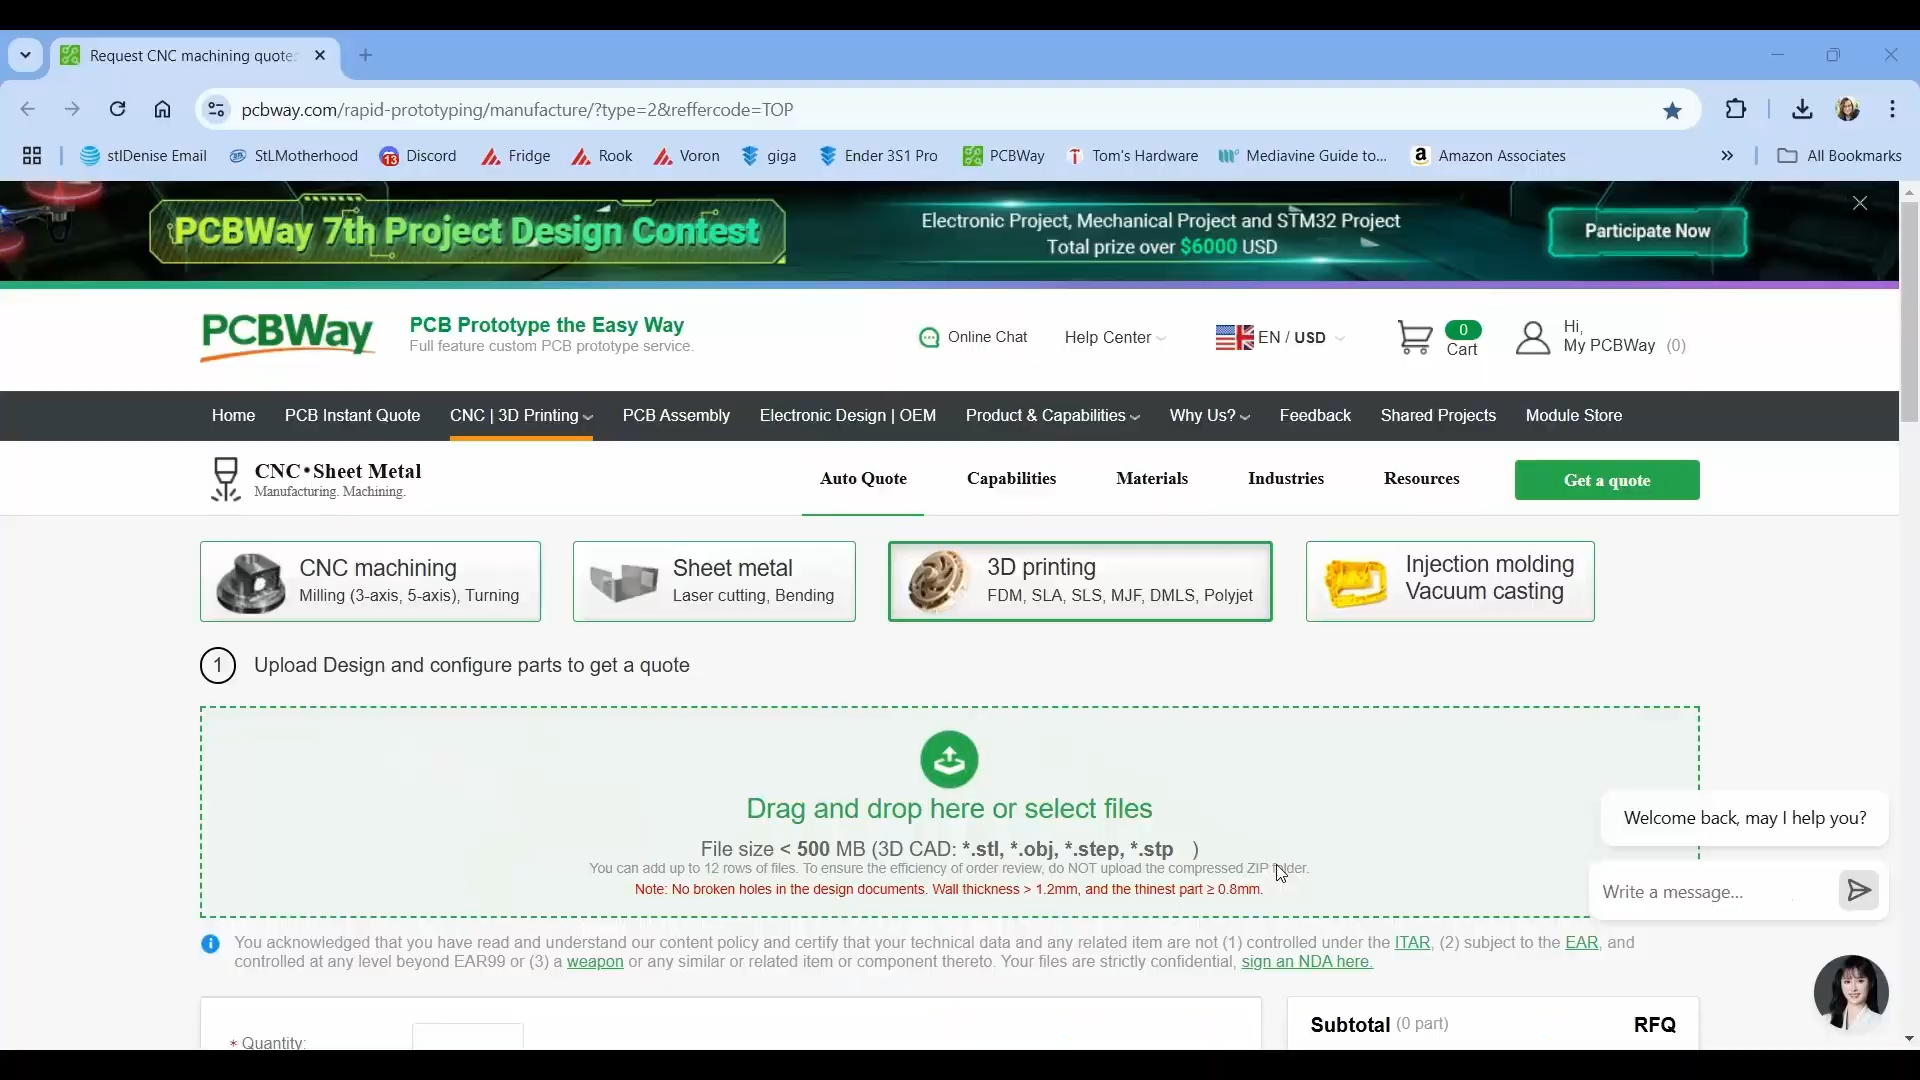 Request CNC machining quote
pcbway.com/rapid-prototyping/manufacture/?type=2&reffercode=TOP
stlDenise Email
StLMotherhood
13
Discord
Fridge
Rook
Voron
giga
Ender 3S1 Pro
PCBWay
Tom's Hardware
Mediavine Guide to...
Amazon Associates
»
All Bookmarks
PCBWay 7th Project Design Contest
Electronic Project, Mechanical Project and STM32 Project
Total prize over $6000 USD
Participate Now
PCBWay
PCB Prototype the Easy Way
Full feature custom PCB prototype service.
Online Chat
Help Center
EN / USD
0
Cart
Hi,
My PCBWay (0)
Home
PCB Instant Quote
CNC | 3D Printing
PCB Assembly
Electronic Design | OEM
Product & Capabilities
Why Us?
Feedback
Shared Projects
Module Store
CNC•Sheet Metal
Manufacturing. Machining.
Auto Quote
Capabilities
Materials
Industries
Resources
Get a quote
CNC machining
Milling (3-axis, 5-axis), Turning
Sheet metal
Laser cutting, Bending
3D printing
FDM, SLA, SLS, MJF, DMLS, Polyjet
Injection molding
Vacuum casting
1
Upload Design and configure parts to get a quote
Drag and drop here or select files
File size < 500 MB (3D CAD: *.stl, *.obj, *.step, *.stp )
You can add up to 12 rows of files. To ensure the efficiency of order review, do NOT upload the compressed ZIP folder.
Note: No broken holes in the design documents. Wall thickness > 1.2mm, and the thinest part ≥ 0.8mm.
Welcome back, may I help you?
Write a message...
You acknowledged that you have read and understand our content policy and certify that your technical data and any related item are not (1) controlled under the ITAR, (2) subject to the EAR, and
controlled at any level beyond EAR99 or (3) a weapon or any similar or related item or component thereto. Your files are strictly confidential, sign an NDA here.
* Quantity:
Subtotal (0 part)
RFQ